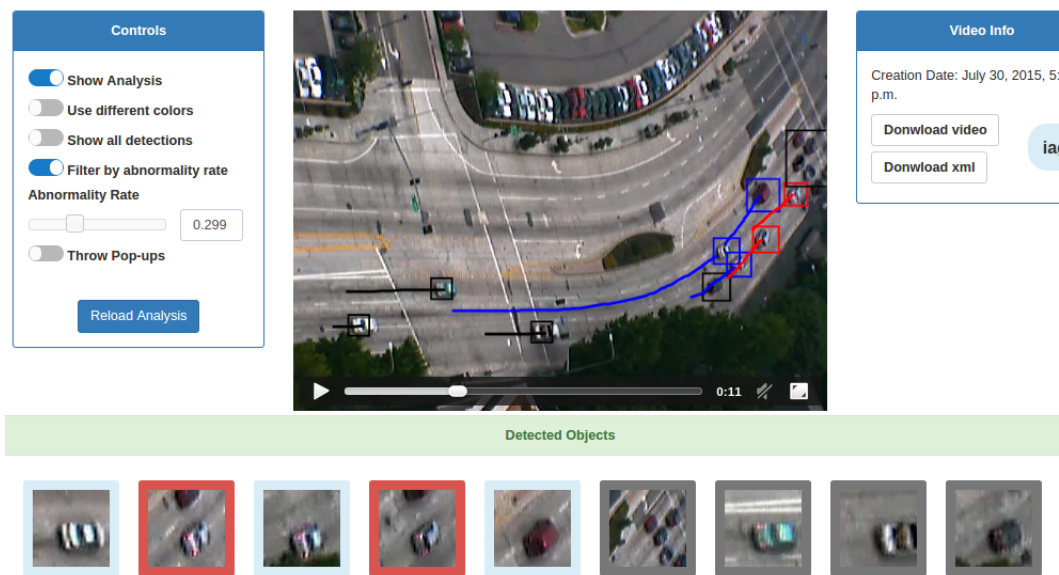 Controls
Show Analysis
Use different colors
Show all detections
Filter by abnormality rate
Abnormality Rate
0.299
Throw Pop-ups
Reload Analysis
0:11
Video Info
Creation Date: July 30, 2015, 5:
p.m.
Donwload video
Donwload xml
Detected Objects